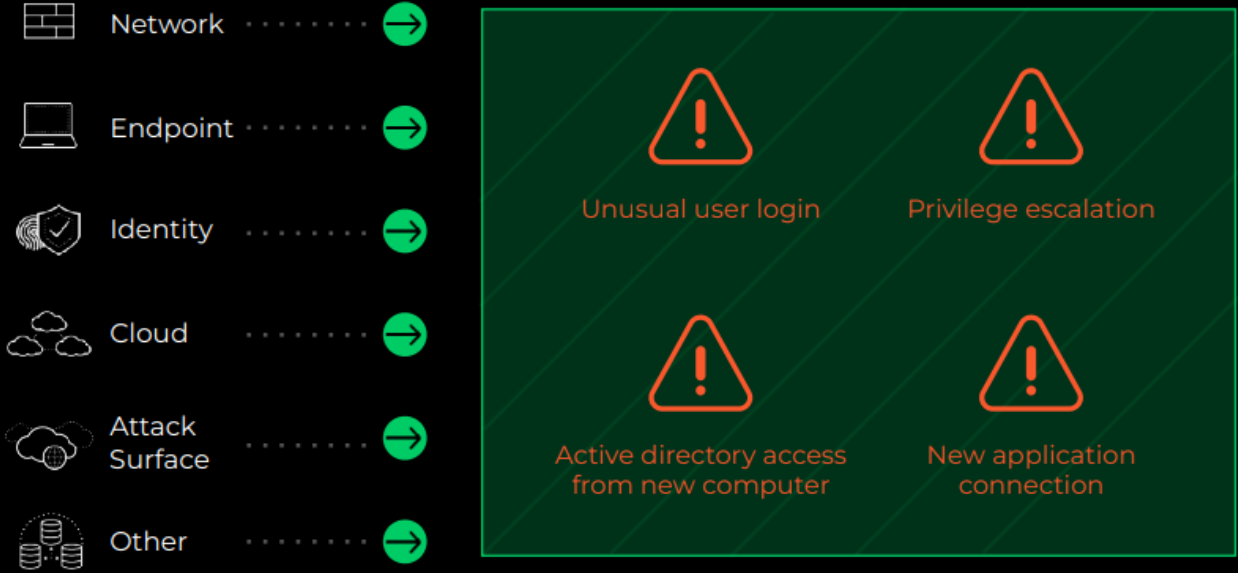 Network
Endpoint
Identity
Cloud
Attack
Surface
Other
Unusual user login
Privilege escalation
Active directory access
from new computer
New application
connection